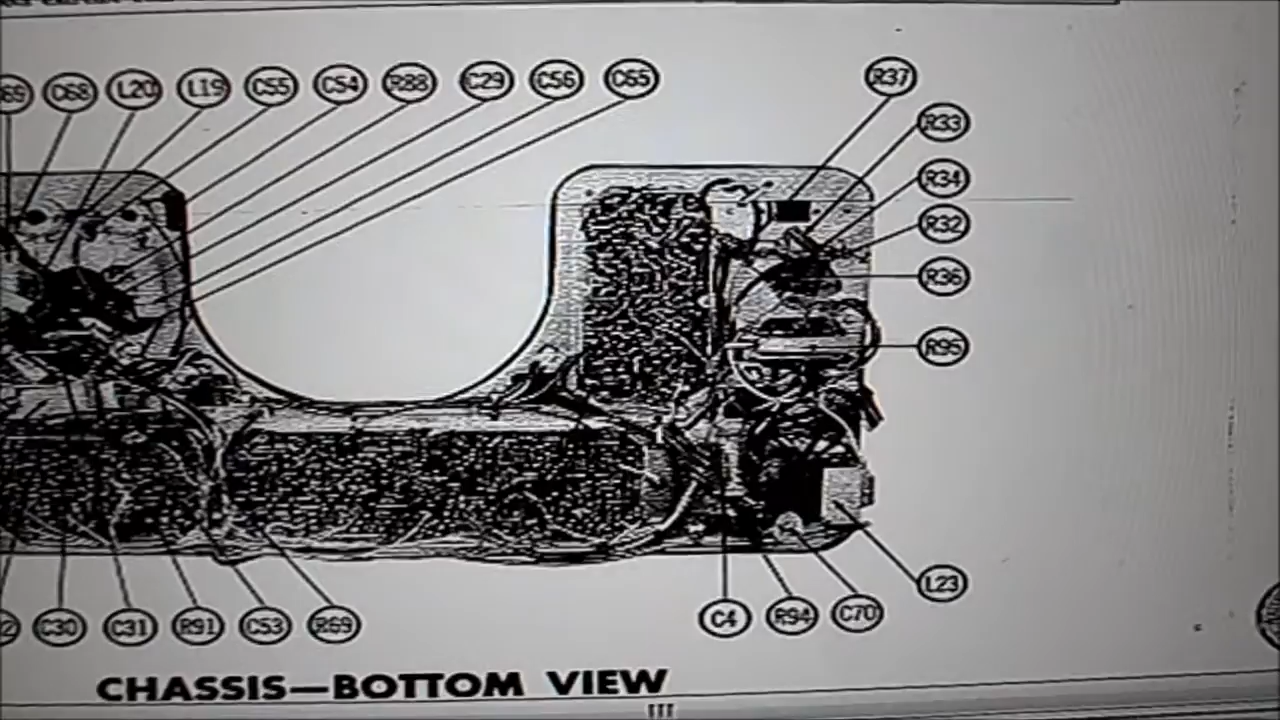 C68 L20 L19 C55 C54 R88 C29 C56 C65 R37
R33
R34
R32
R36
R95
L23
C30 C31 R91 C53 R69 C4 R94 C70
CHASSIS—BOTTOM VIEW